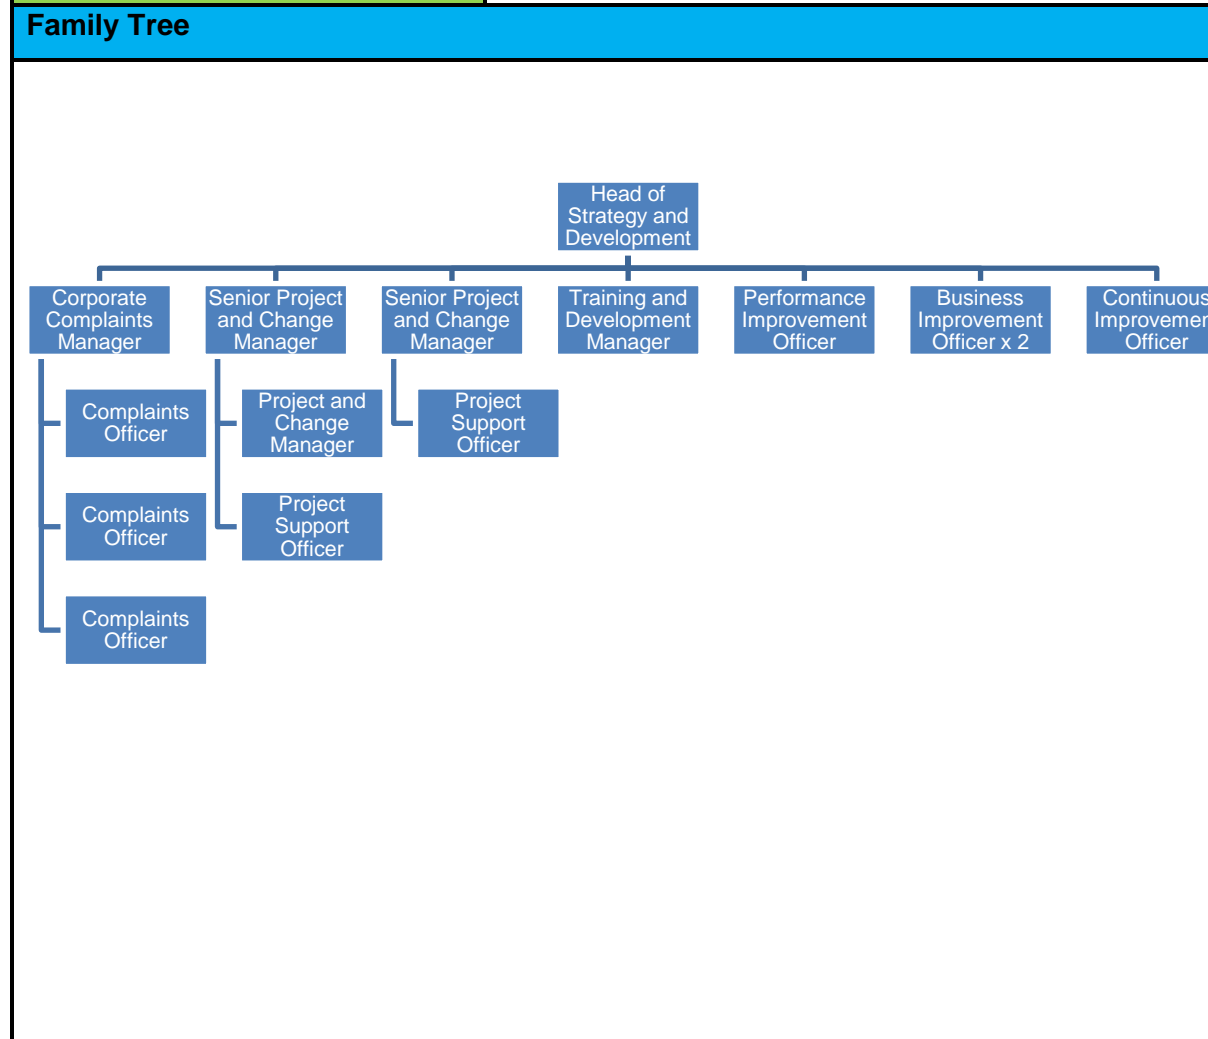 Family Tree
Head of
Strategy and
Development
Corporate
Complaints
Manager
Senior Project
and Change
Manager
Senior Project
and Change
Manager
Training and
Development
Manager
Performance
Improvement
Officer
Business
Improvement
Officer x 2
Continuous
Improvemen
Officer
Complaints
Officer
Project and
Change
Manager
Project
Support
Officer
Complaints
Officer
Project
Support
Officer
Complaints
Officer